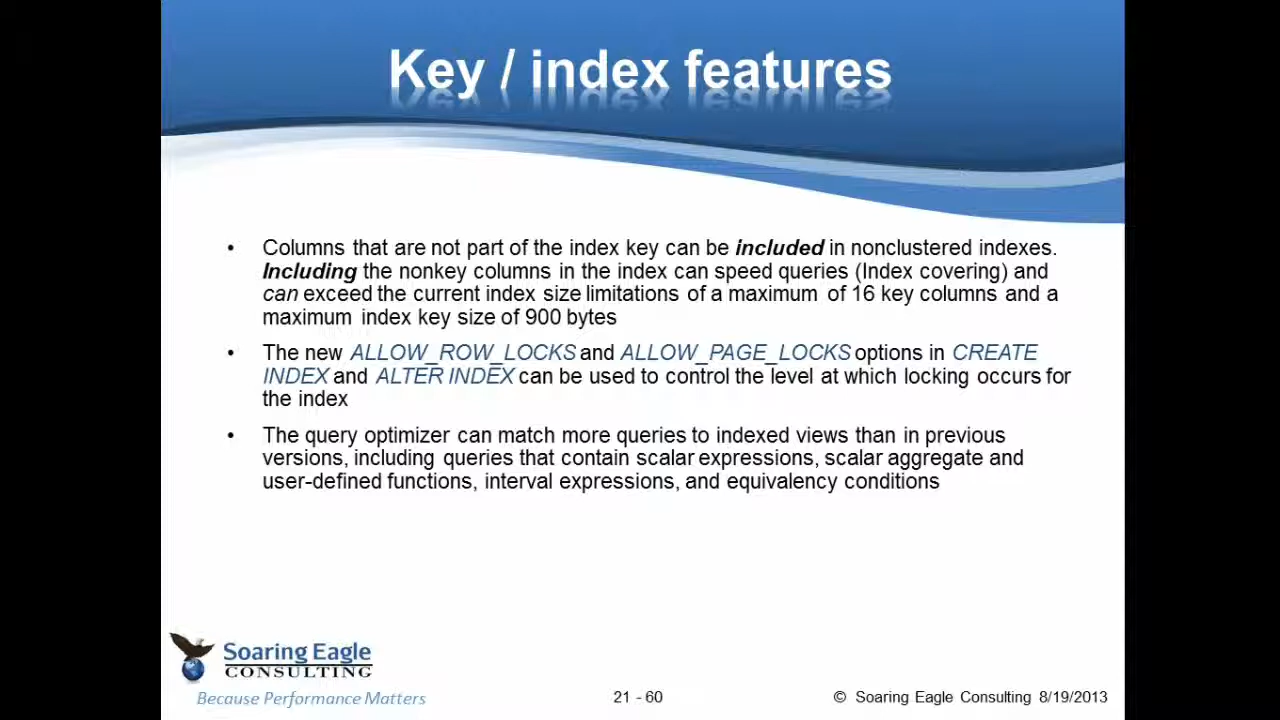 Key / index features
• Columns that are not part of the index key can be included in nonclustered indexes.
Including the nonkey columns in the index can speed queries (Index covering) and
can exceed the current index size limitations of a maximum of 16 key columns and a
maximum index key size of 900 bytes
• The new ALLOW_ROW_LOCKS and ALLOW_PAGE_LOCKS options in CREATE
INDEX and ALTER INDEX can be used to control the level at which locking occurs for
the index
• The query optimizer can match more queries to indexed views than in previous
versions, including queries that contain scalar expressions, scalar aggregate and
user-defined functions, interval expressions, and equivalency conditions
Soaring Eagle
CONSULTING
Because Performance Matters
21 - 60
© Soaring Eagle Consulting 8/19/2013